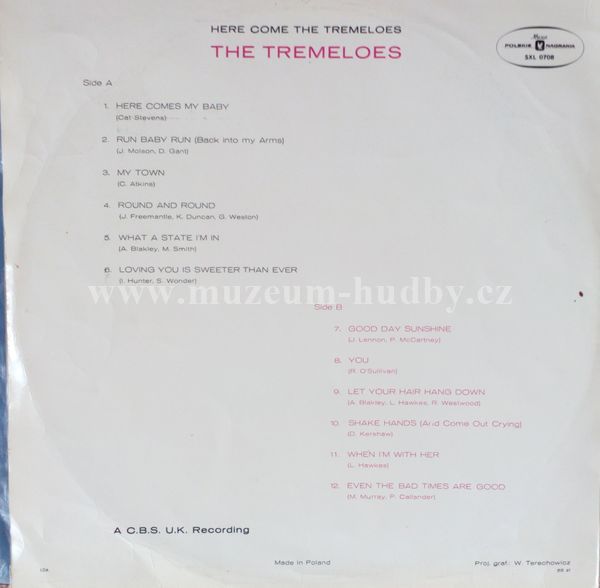 HERE COME THE TREMELOES
THE TREMELOES
Muza
POLSKIE NAGRANIA
SXL 0708
Side A
1. HERE COMES MY BABY
(Cat Stevens)
2. RUN BABY RUN (Back into my Arms)
(J. Molson, D. Gant)
3. MY TOWN
(C. Atkins)
4. ROUND AND ROUND
(J. Freemantle, K. Duncan, G. Weston)
5. WHAT A STATE I'M IN
(A. Blakley, M. Smith)
6. LOVING YOU IS SWEETER THAN EVER
(I. Hunter, S. Wonder)
www.muzeum-hudby.cz
Side B
7. GOOD DAY SUNSHINE
(J. Lennon, P. McCartney)
8. YOU
(R. O'Sullivan)
9. LET YOUR HAIR HANG DOWN
(A. Blakley, L. Hawkes, R. Westwood)
10. SHAKE HANDS (And Come Out Crying)
(D. Kershaw)
11. WHEN I'M WITH HER
(L. Hawkes)
12. EVEN THE BAD TIMES ARE GOOD
(M. Murray, P. Callander)
A C.B.S. U.K. Recording
Made in Poland
Proj. graf.: W. Terechowicz